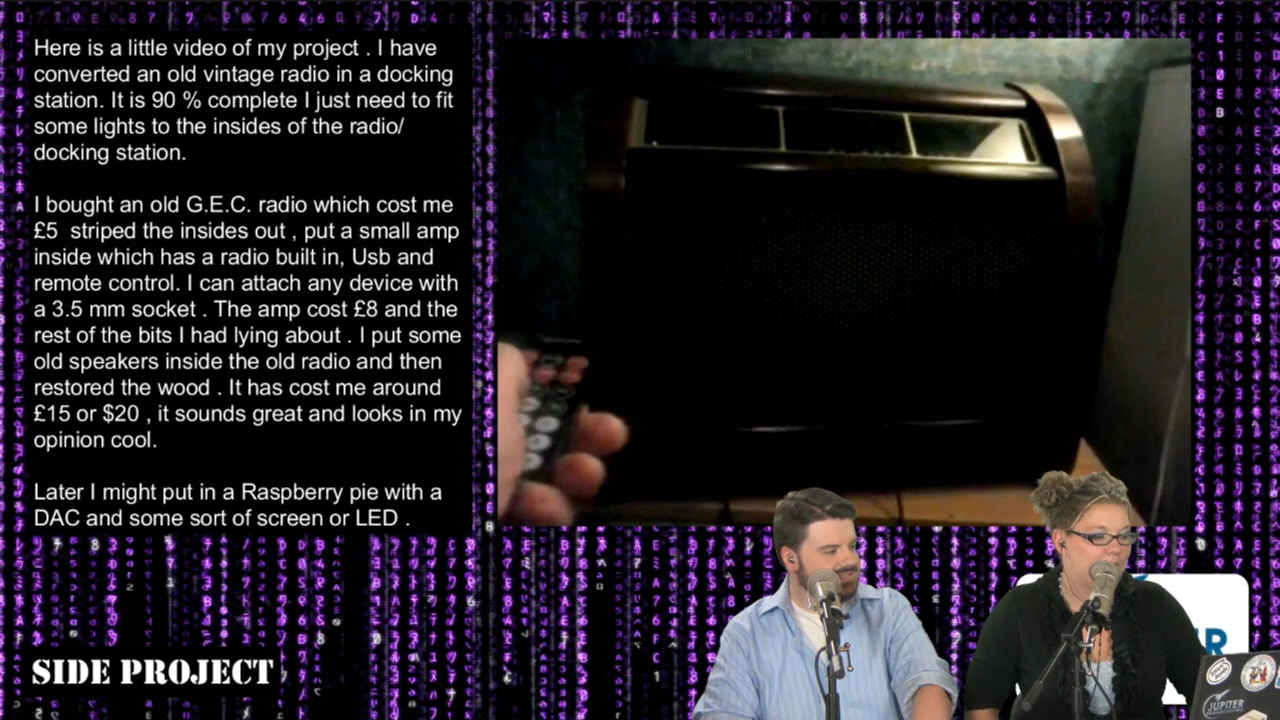 Here is a little video of my project . I have
converted an old vintage radio in a docking
station. It is 90 % complete I just need to fit
some lights to the insides of the radio/
docking station.
I bought an old G.E.C. radio which cost me
£5  striped the insides out , put a small amp
inside which has a radio built in, Usb and
remote control. I can attach any device with
a 3.5 mm socket . The amp cost £8 and the
rest of the bits I had lying about . I put some
old speakers inside the old radio and then
restored the wood . It has cost me around
£15 or $20 , it sounds great and looks in my
opinion cool.
Later I might put in a Raspberry pie with a
DAC and some sort of screen or LED .
SIDE PROJECT
JUPITER